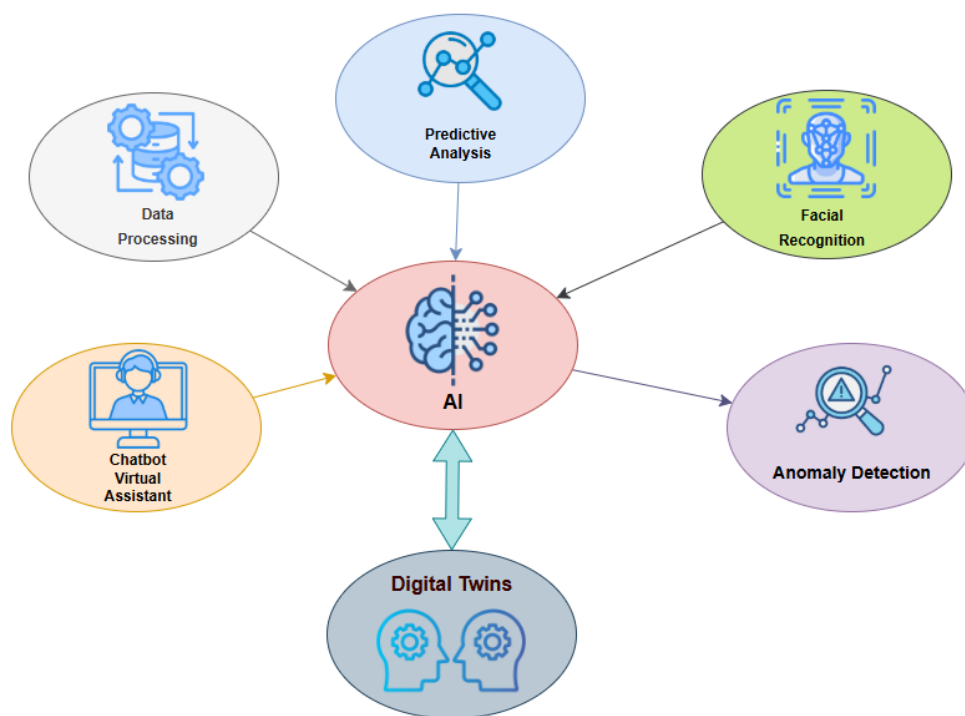 Predictive
Analysis
Data
Processing
Facial
Recognition
AI
Chatbot
Virtual
Assistant
Anomaly Detection
Digital Twins